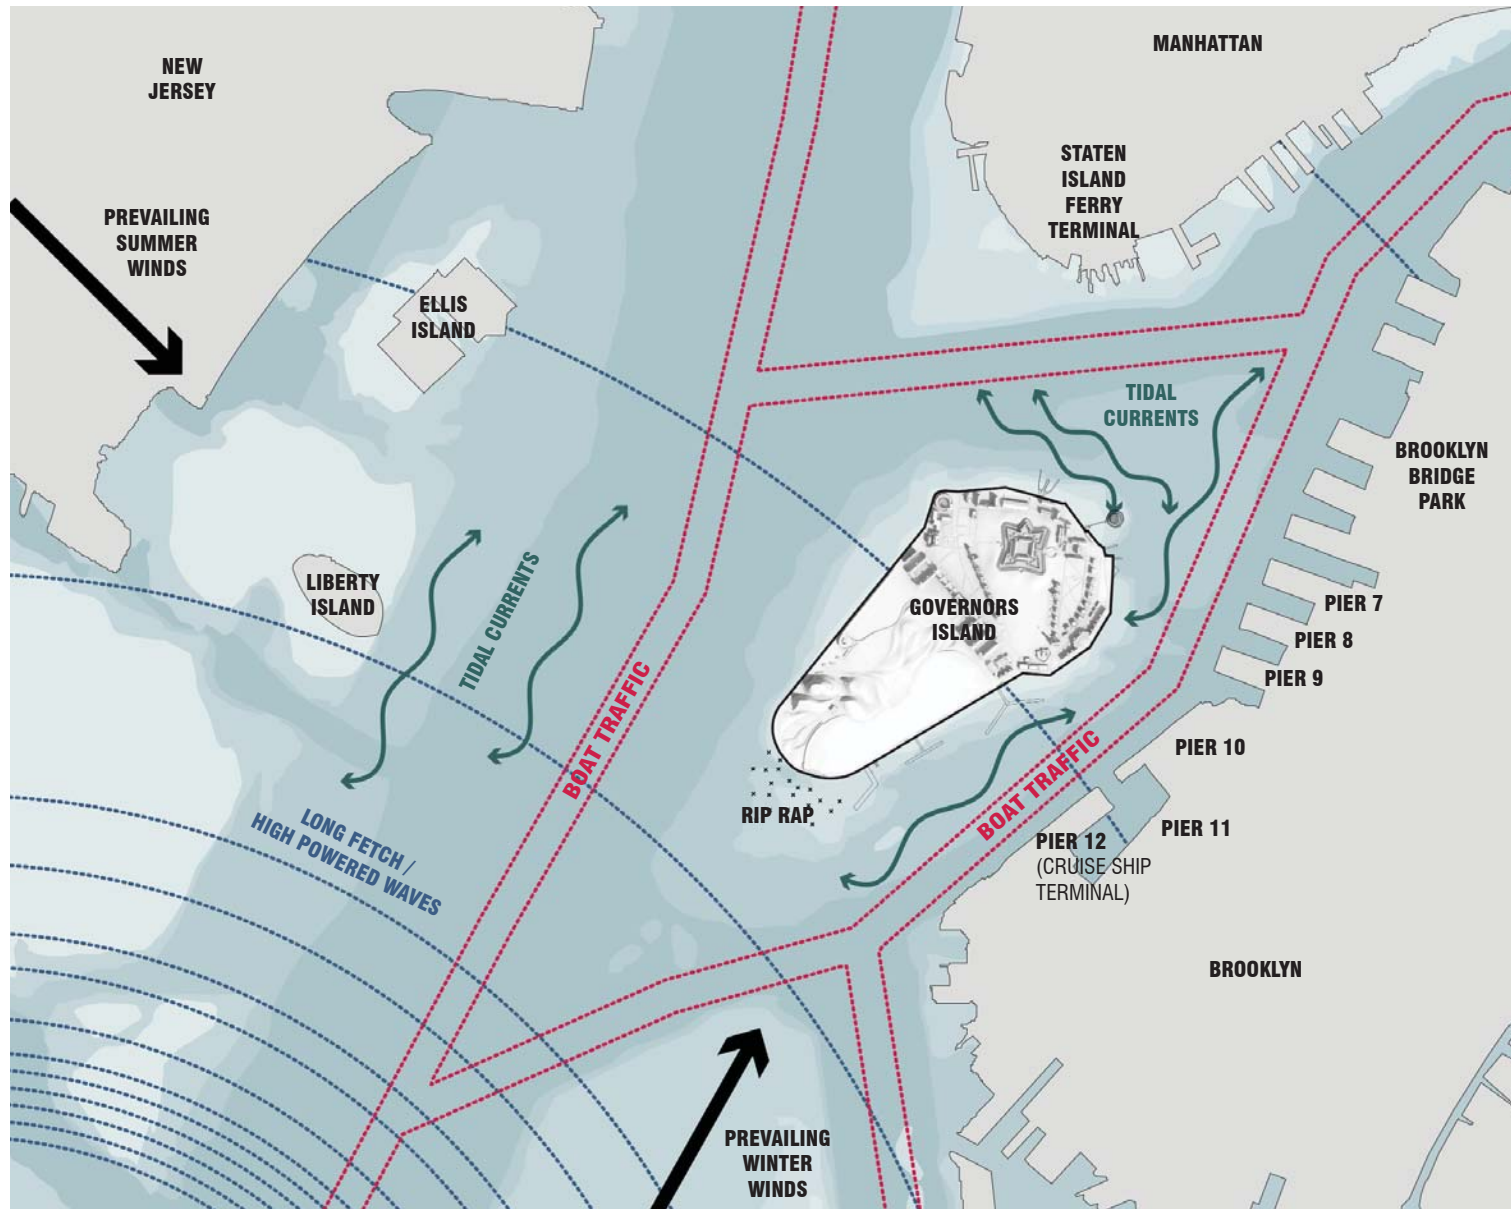 NEW
JERSEY
MANHATTAN
STATEN
ISLAND
FERRY
TERMINAL
PREVAILING
SUMMER
WINDS
ELLIS
ISLAND
TIDAL
CURRENTS
BROOKLYN
BRIDGE
PARK
LIBERTY
ISLAND
TIDAL CURRENTS
GOVERNORS
ISLAND
PIER 7
PIER 8
PIER 9
BOAT TRAFFIC
PIER 10
BOAT TRAFFIC
RIP RAP
PIER 11
PIER 12
(CRUISE SHIP
TERMINAL)
LONG FETCH /
HIGH POWERED WAVES
BROOKLYN
PREVAILING
WINTER
WINDS